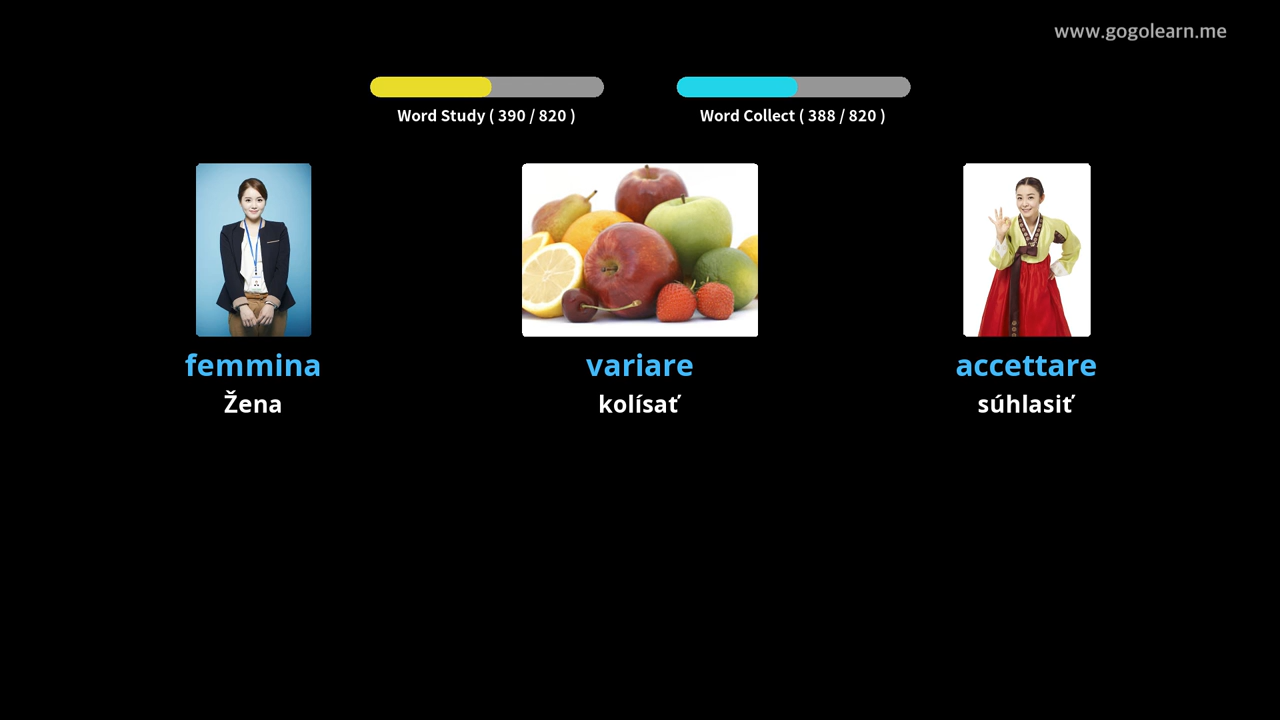 www.gogolearn.me
Word Study ( 390 / 820 )
Word Collect ( 388 / 820 )
femmina
variare
accettare
Žena
kolísať
súhlasiť